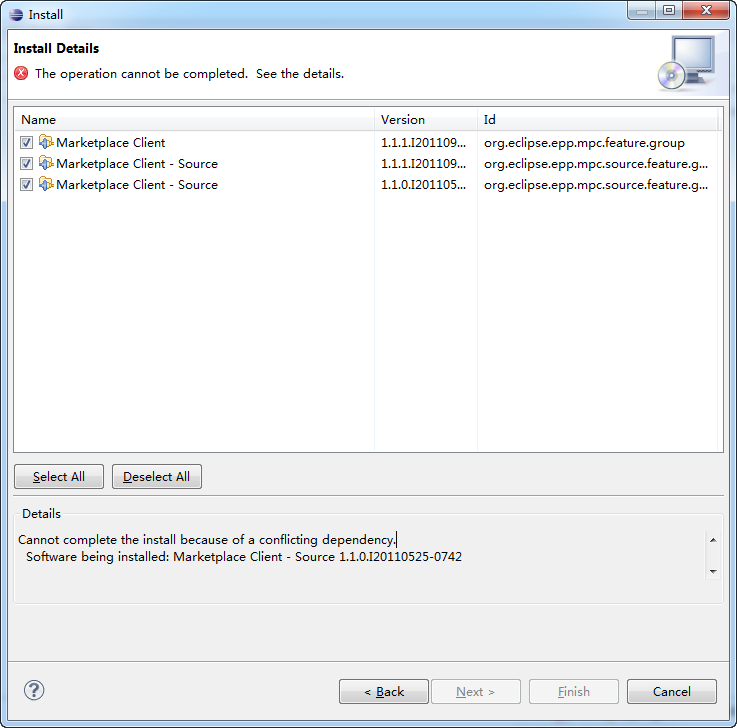 Install
Install Details
The operation cannot be completed. See the details.
Name Version Id
Marketplace Client 1.1.1.I201109... org.eclipse.epp.mpc.feature.group
Marketplace Client - Source 1.1.1.I201109... org.eclipse.epp.mpc.source.feature.g...
Marketplace Client - Source 1.1.0.I201105... org.eclipse.epp.mpc.source.feature.g...
Select All Deselect All
Details
Cannot complete the install because of a conflicting dependency.
Software being installed: Marketplace Client - Source 1.1.0.I20110525-0742
? < Back Next > Finish Cancel